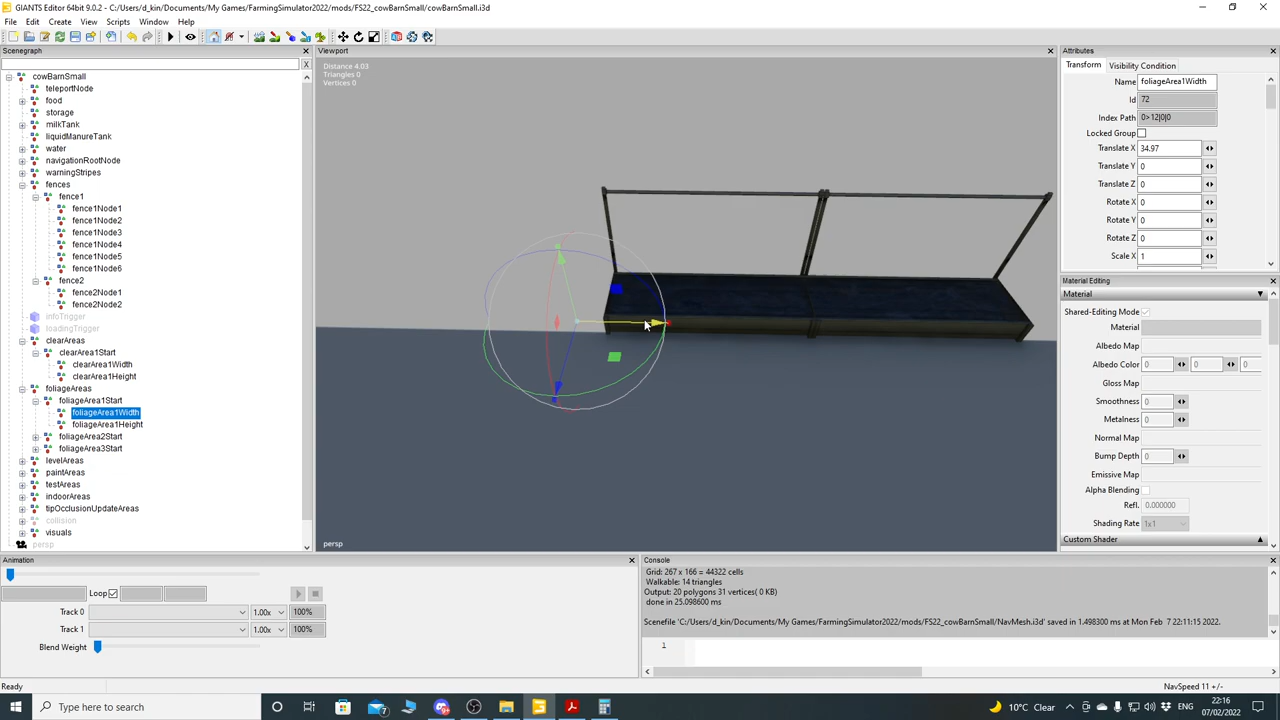 GIANTS Editor 64bit 9.0.2 - C:/Users/d_kin/Documents/My Games/FarmingSimulator2022/mods/FS22_cowBarnSmall/cowBarnSmall.i3d
File Edit Create View Scripts Window Help
Scenegraph
X
cowBarnSmall
teleportNode
food
storage
milkTank
liquidManureTank
water
navigationRootNode
warningStripes
fences
fence1
fence1Node1
fence1Node2
fence1Node3
fence1Node4
fence1Node5
fence1Node6
fence2
fence2Node1
fence2Node2
infoTrigger
loadingTrigger
clearAreas
clearArea1Start
clearArea1Width
clearArea1Height
foliageAreas
foliageArea1Start
foliageArea1Width
foliageArea1Height
foliageArea2Start
foliageArea3Start
levelAreas
paintAreas
testAreas
indoorAreas
tipOcclusionUpdateAreas
collision
visuals
persp
Viewport
Distance 4.03
Triangles 0
Vertices 0
persp
Attributes
Transform Visibility Condition
Name foliageArea1Width
Id 72
Index Path 0>12|0|0
Locked Group
Translate X 34.97
Translate Y 0
Translate Z 0
Rotate X 0
Rotate Y 0
Rotate Z 0
Scale X 1
Material Editing
Material
Shared-Editing Mode
Material
Albedo Map
Albedo Color 0 0 0
Gloss Map
Smoothness 0
Metalness 0
Normal Map
Bump Depth 0
Emissive Map
Alpha Blending
Refl. 0.000000
Shading Rate 1x1
Custom Shader
Animation
Loop
Track 0 1.00x 100%
Track 1 1.00x 100%
Blend Weight
Console
Grid: 267 x 166 = 44322 cells
Walkable: 14 triangles
Output: 20 polygons 31 vertices( 0 KB)
done in 25.098600 ms
Scenefile 'C:/Users/d_kin/Documents/My Games/FarmingSimulator2022/mods/FS22_cowBarnSmall/NavMesh.i3d' saved in 1.498300 ms at Mon Feb 7 22:11:15 2022.
1
Ready
NavSpeed 11 +/-
Type here to search
10°C Clear
ENG
22:16
07/02/2022